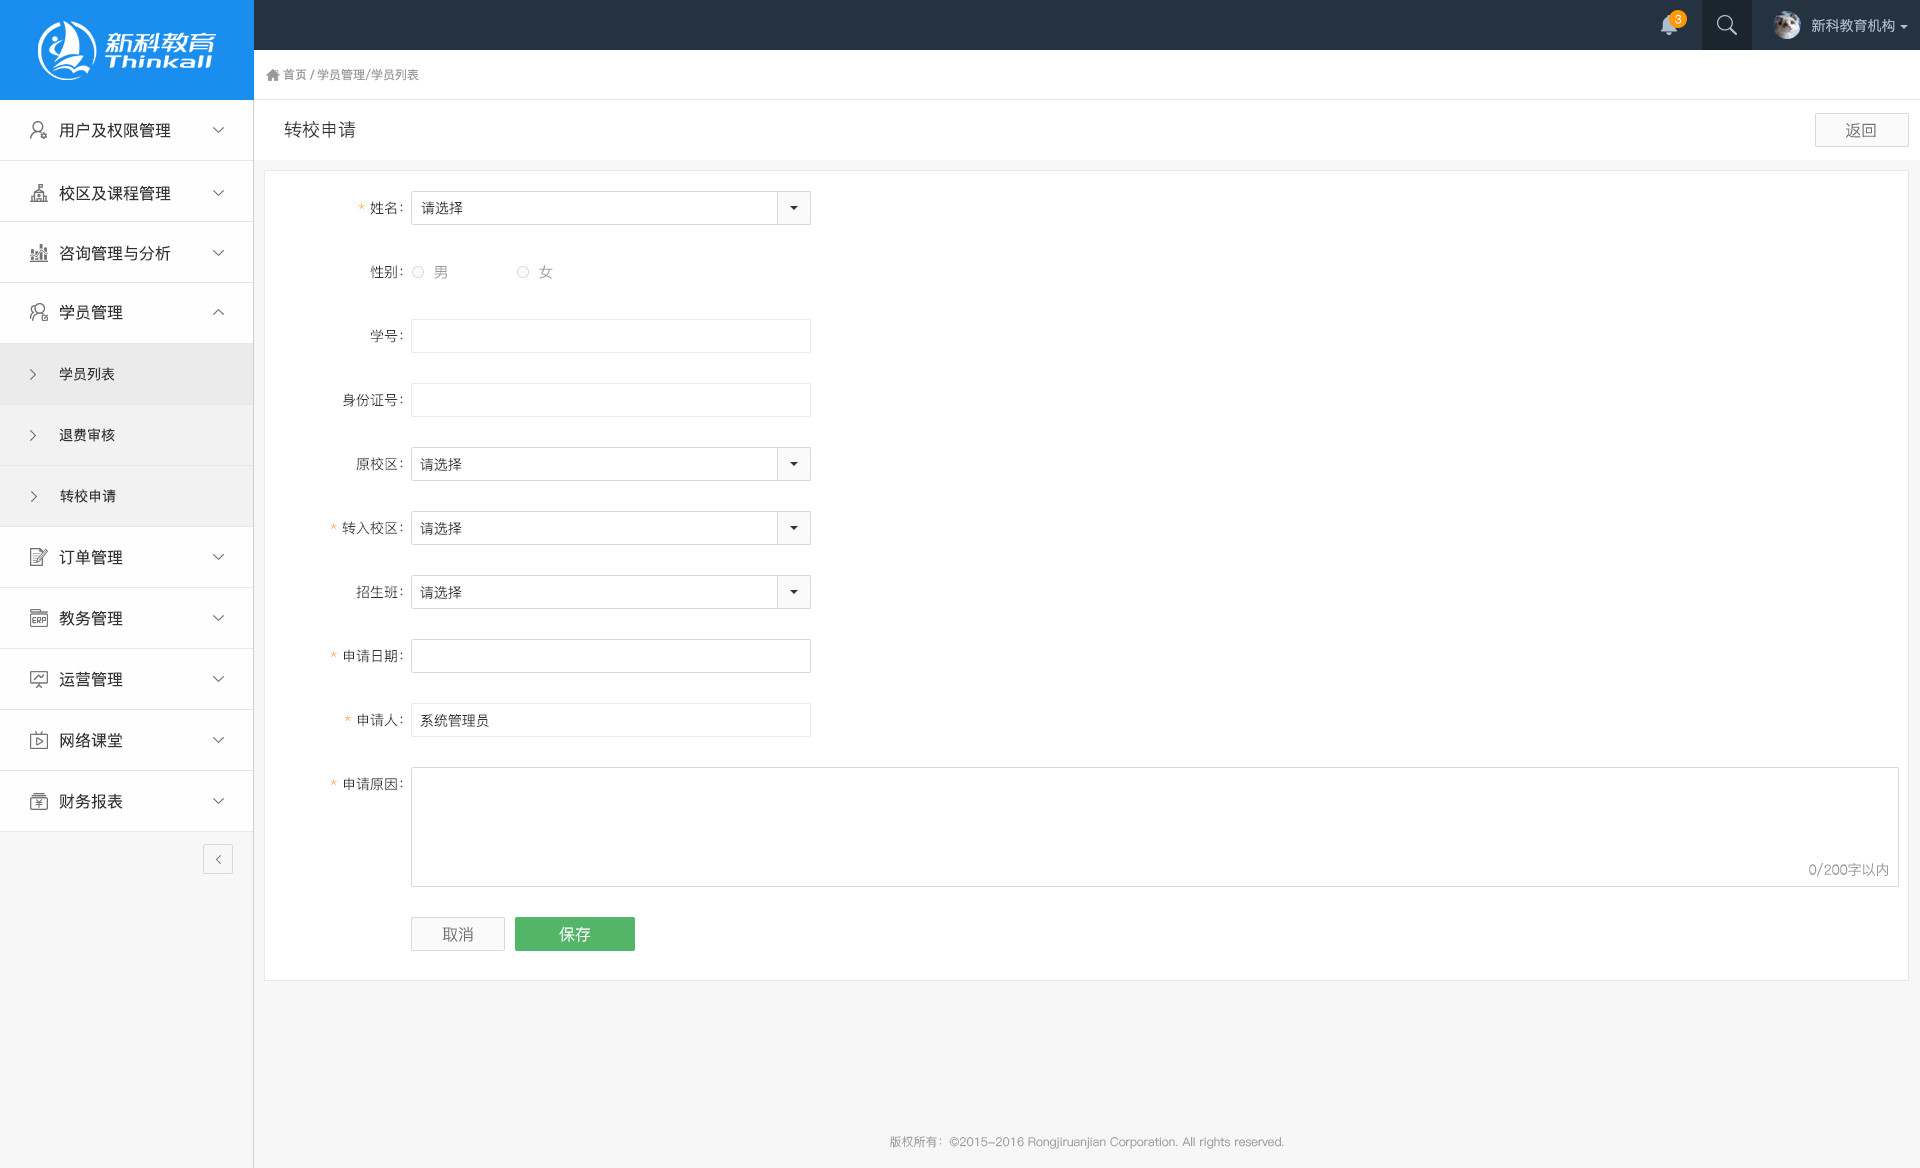 新科教育
Thinkall
3
新科教育机构
首页 / 学员管理/学员列表
用户及权限管理
校区及课程管理
咨询管理与分析
学员管理
学员列表
退费审核
转校申请
订单管理
ERP
教务管理
运营管理
网络课堂
¥
财务报表
转校申请
返回
* 姓名： 请选择
性别： 男 女
学号：
身份证号：
原校区： 请选择
* 转入校区： 请选择
招生班： 请选择
* 申请日期：
* 申请人： 系统管理员
* 申请原因：
0/200字以内
取消 保存
版权所有：©2015-2016 Rongjiruanjian Corporation. All rights reserved.